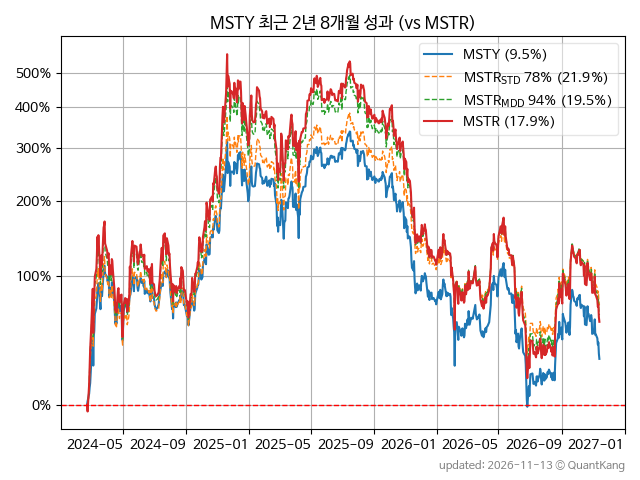 MSTY 최근 2년 8개월 성과 (vs MSTR)
MSTY (9.5%)
MSTR_STD 78% (21.9%)
MSTR_MDD 94% (19.5%)
MSTR (17.9%)
500%
400%
300%
200%
100%
0%
2024-05 2024-09 2025-01 2025-05 2025-09 2026-01 2026-05 2026-09 2027-01
updated: 2026-11-13 © QuantKang